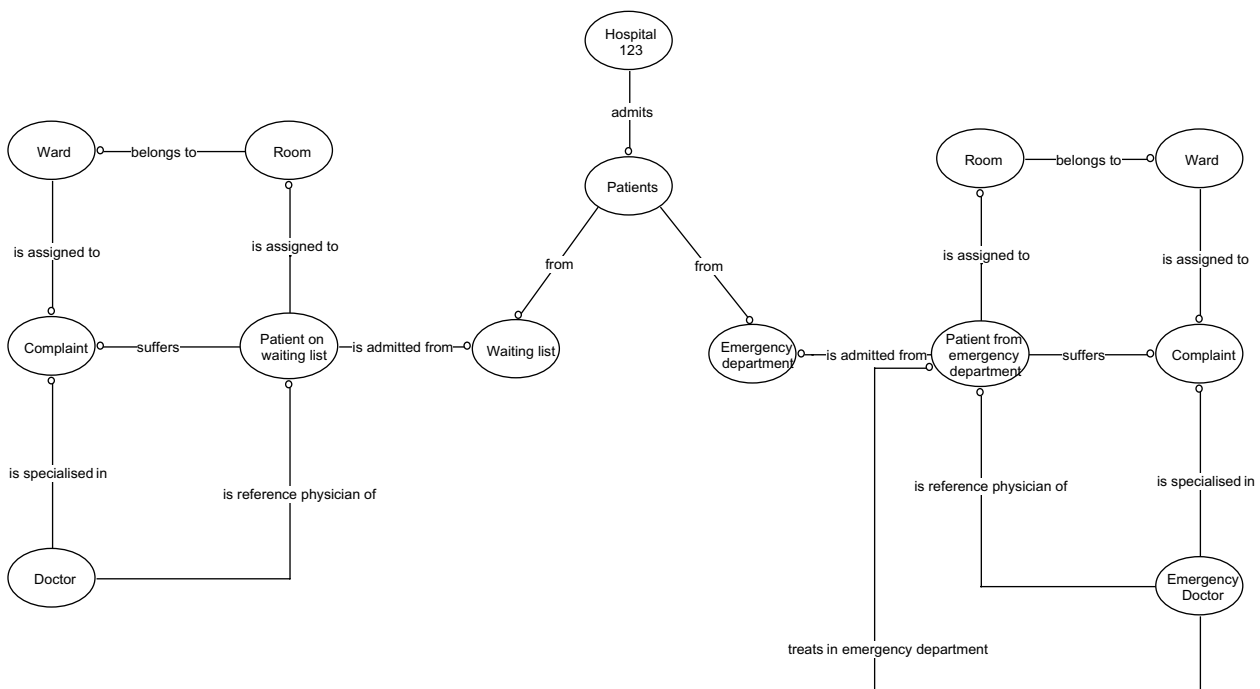 Hospital
123
admits
Ward
belongs to
Room
Room
belongs to
Ward
Patients
is assigned to
is assigned to
from
from
is assigned to
is assigned to
Complaint
suffers
Patient on
waiting list
is admitted from
Waiting list
Emergency
department
is admitted from
Patient from
emergency
department
suffers
Complaint
is specialised in
is reference physician of
is reference physician of
is specialised in
Doctor
Emergency
Doctor
treats in emergency department